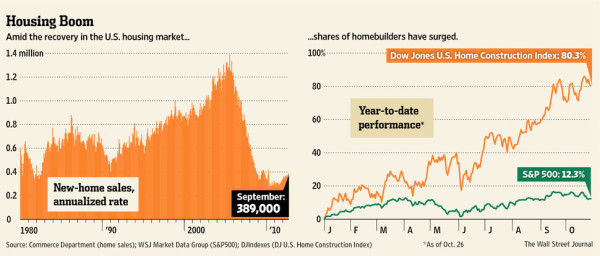 Housing Boom
Amid the recovery in the U.S. housing market...
1.4 million
1.2
1.0
0.8
0.6
0.4
0.2
0
New-home sales,
annualized rate
September:
389,000
1980
'90
2000
'10
...shares of homebuilders have surged.
100%
80
60
40
20
0
Dow Jones U.S. Home Construction Index: 80.3%
Year-to-date
performance*
S&P 500: 12.3%
J F M A M J J A S O
Source: Commerce Department (home sales); WSJ Market Data Group (S&P500); DJIndexes (DJ U.S. Home Construction Index)
*As of Oct. 26
The Wall Street Journal